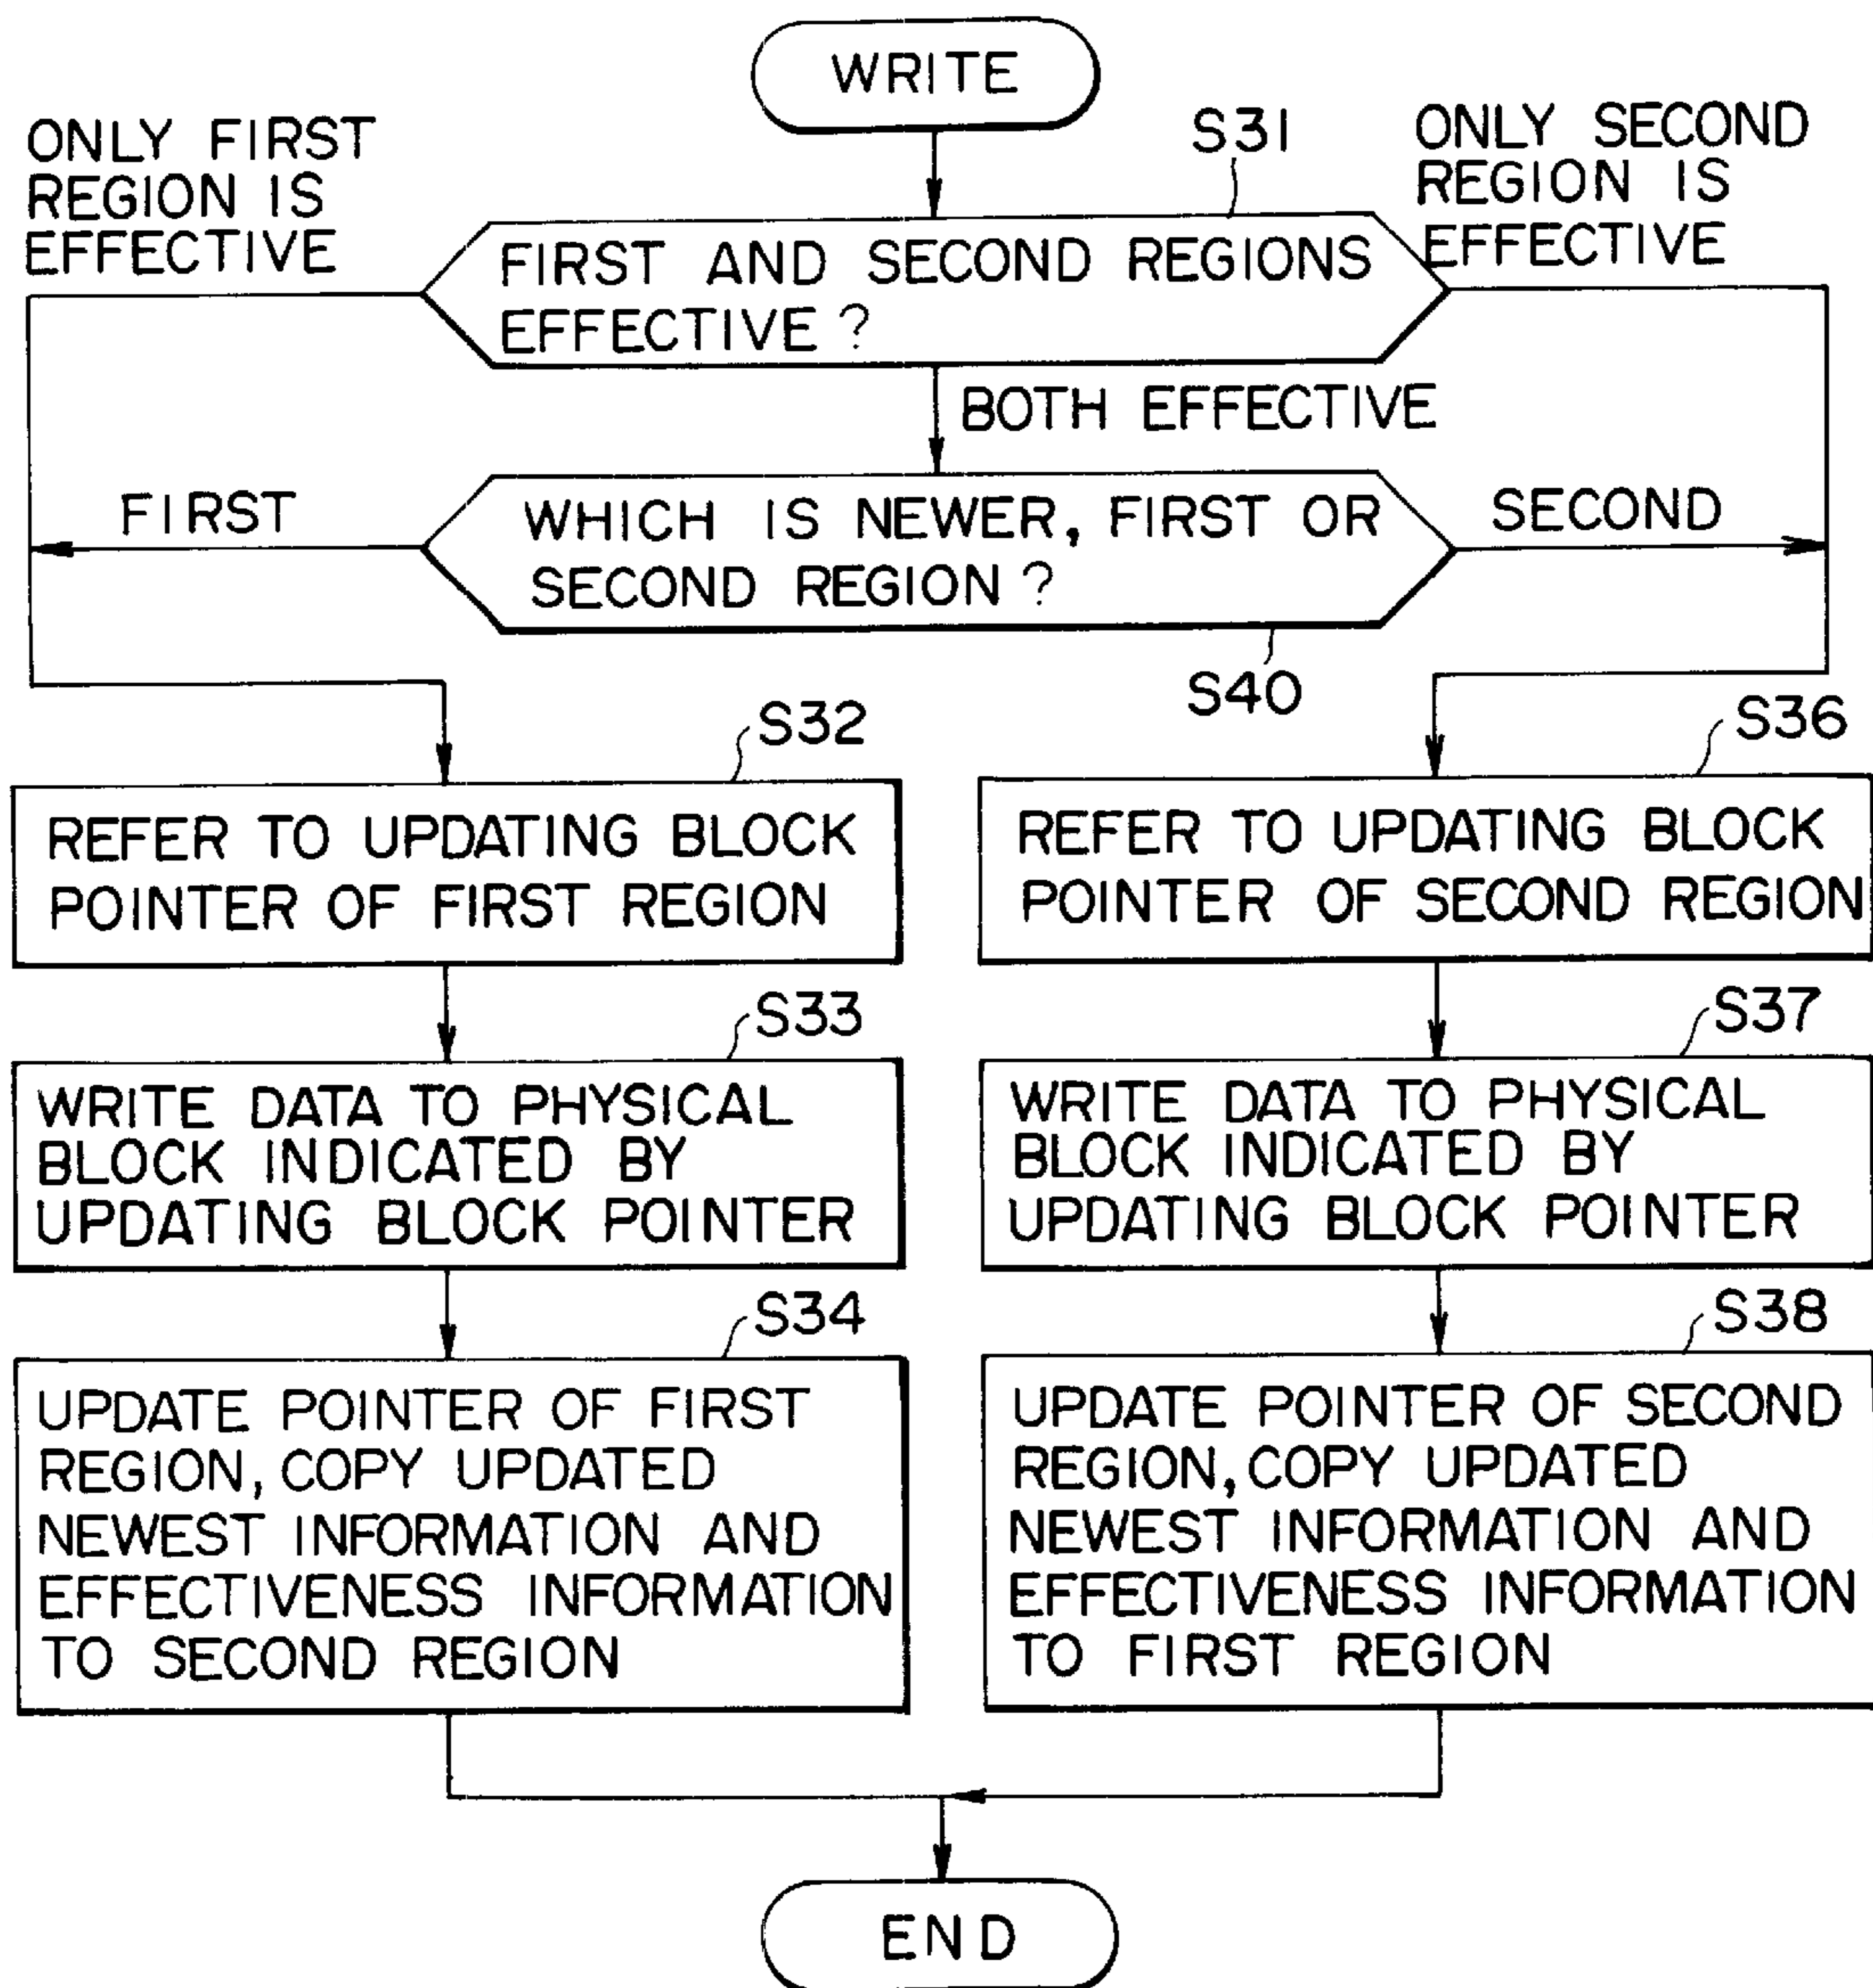 WRITE
ONLY FIRST
REGION IS
EFFECTIVE
S31
ONLY SECOND
REGION IS
EFFECTIVE
FIRST AND SECOND REGIONS
EFFECTIVE ?
BOTH EFFECTIVE
FIRST
WHICH IS NEWER, FIRST OR
SECOND REGION ?
SECOND
S40
S32
REFER TO UPDATING BLOCK
POINTER OF FIRST REGION
S33
WRITE DATA TO PHYSICAL
BLOCK INDICATED BY
UPDATING BLOCK POINTER
S34
UPDATE POINTER OF FIRST
REGION, COPY UPDATED
NEWEST INFORMATION AND
EFFECTIVENESS INFORMATION
TO SECOND REGION
S36
REFER TO UPDATING BLOCK
POINTER OF SECOND REGION
S37
WRITE DATA TO PHYSICAL
BLOCK INDICATED BY
UPDATING BLOCK POINTER
S38
UPDATE POINTER OF SECOND
REGION, COPY UPDATED
NEWEST INFORMATION AND
EFFECTIVENESS INFORMATION
TO FIRST REGION
END